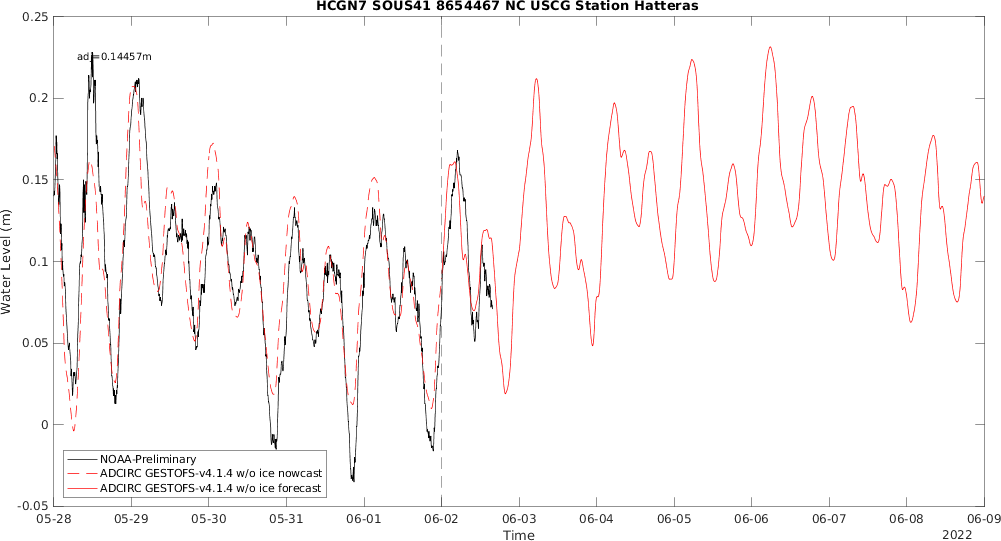 HCGN7 SOUS41 8654467 NC USCG Station Hatteras
0.25
0.2
0.15
0.1
0.05
0
-0.05
Water Level (m)
ad=0.14457m
NOAA-Preliminary
ADCIRC GESTOFS-v4.1.4 w/o ice nowcast
ADCIRC GESTOFS-v4.1.4 w/o ice forecast
05-28 05-29 05-30 05-31 06-01 06-02 06-03 06-04 06-05 06-06 06-07 06-08 06-09
Time
2022